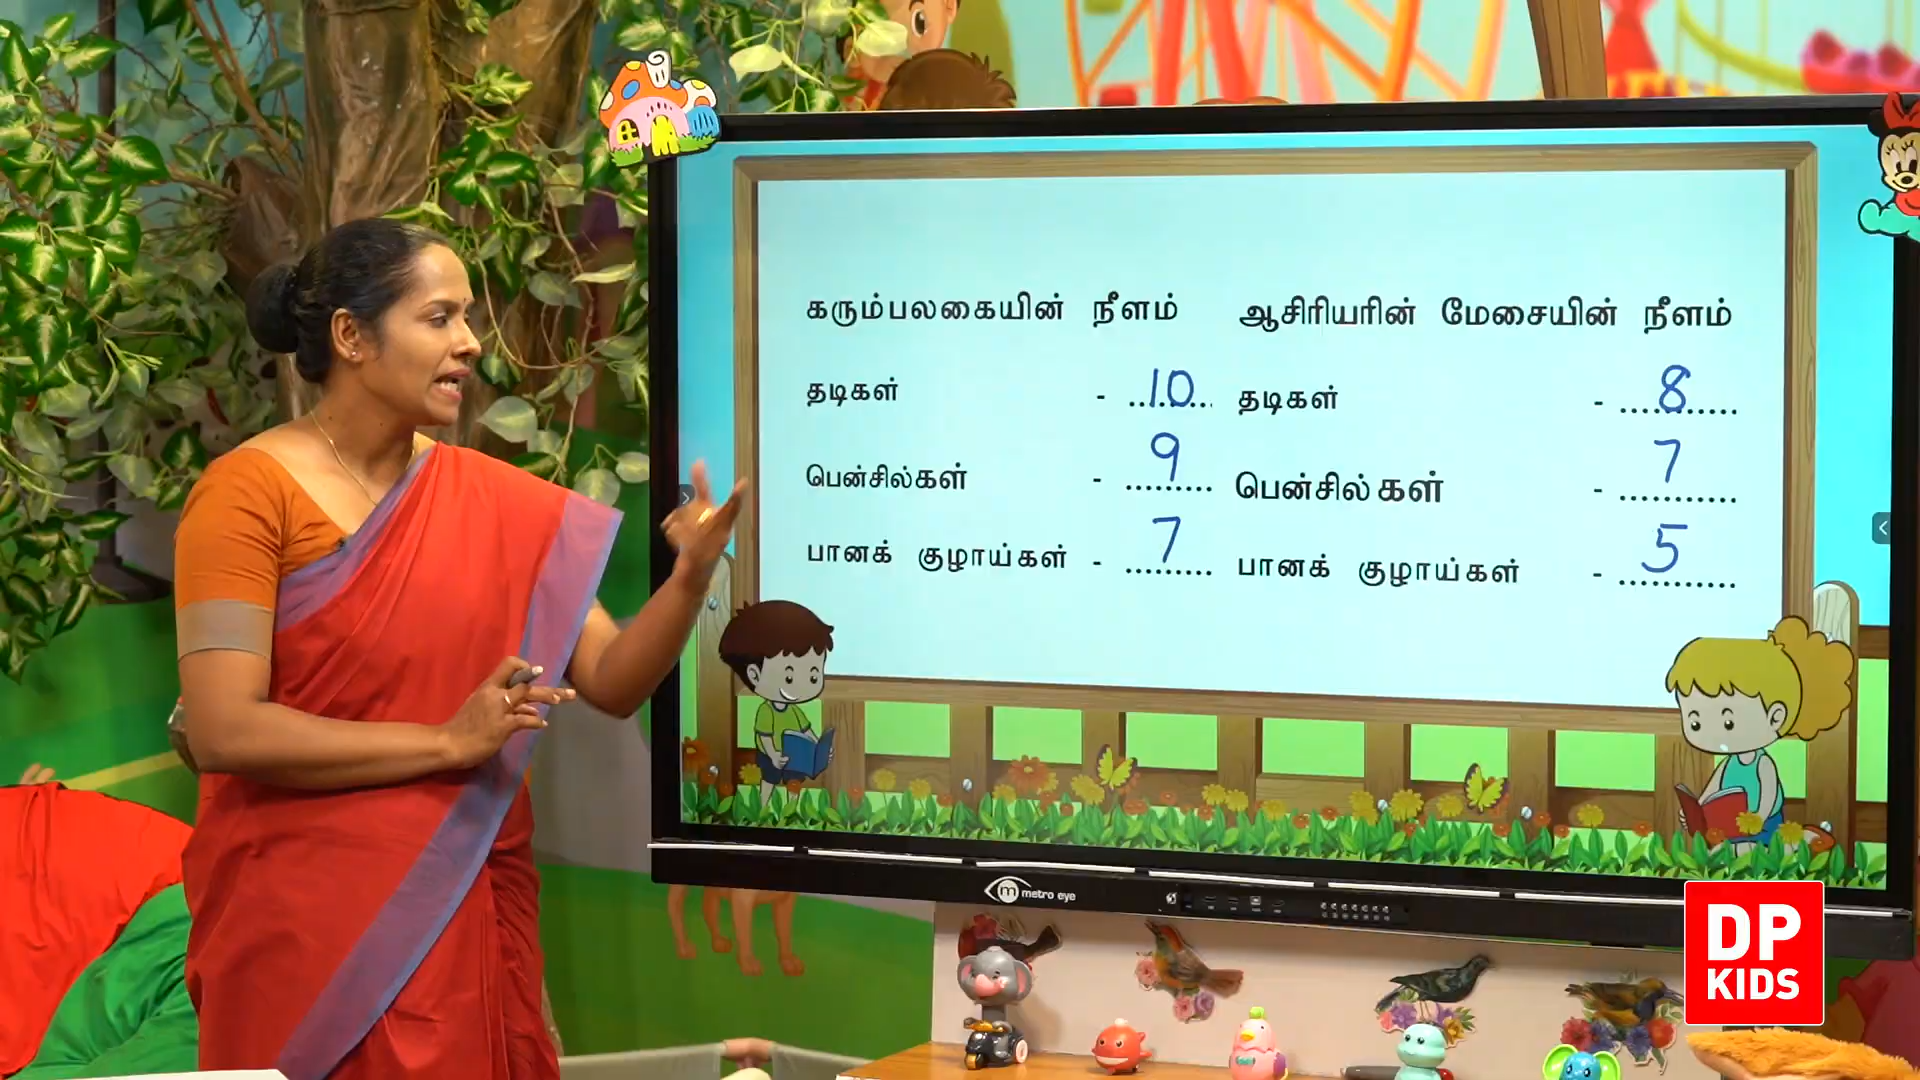 கரும்பலகையின் நீளம்
தடிகள் - ..10....
பென்சில்கள் - 9.........
பானக் குழாய்கள் - 7.........
ஆசிரியரின் மேசையின் நீளம்
தடிகள் - ....8.......
பென்சில்கள் - 7............
பானக் குழாய்கள் - 5............
metro eye
DP
KIDS